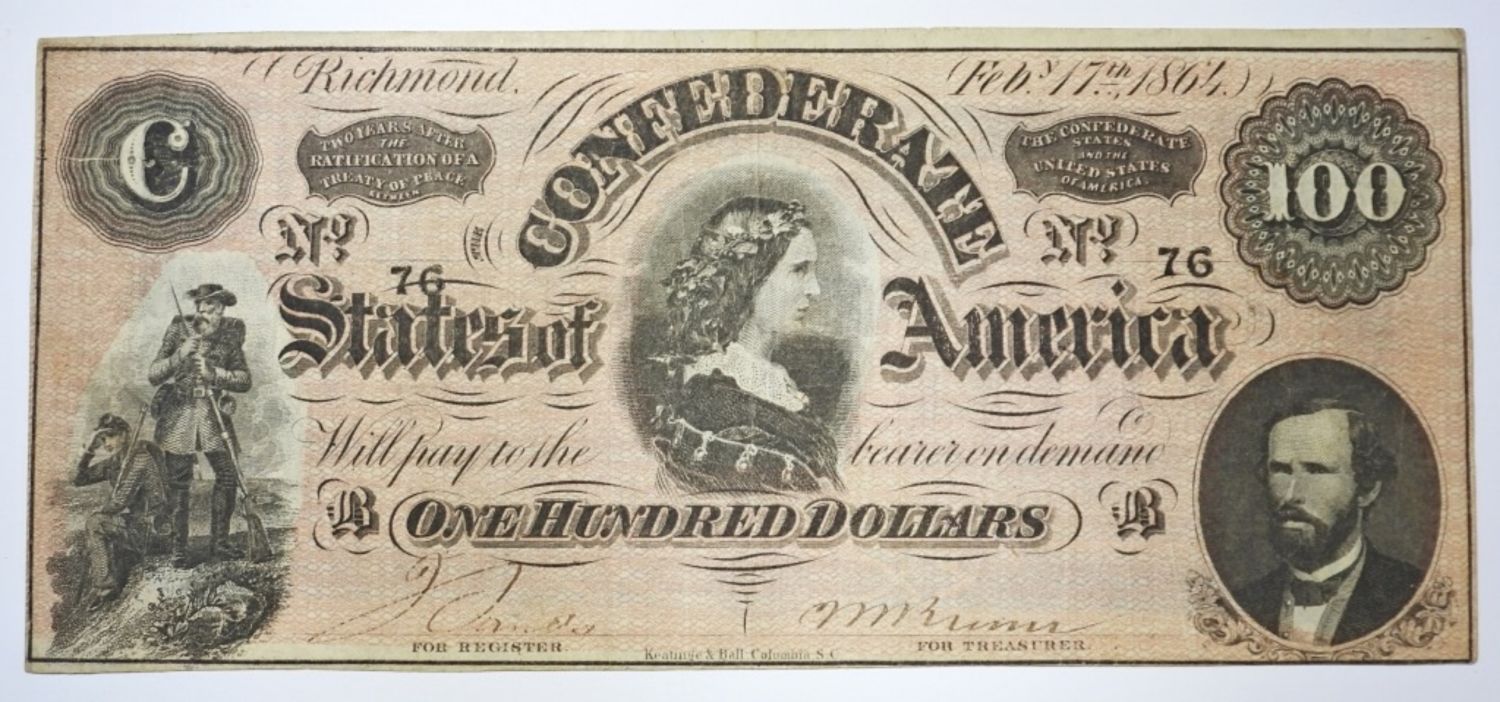 Richmond. Feby. 17th, 1864.
C
TWO YEARS AFTER
THE
RATIFICATION OF A
TREATY OF PEACE
BETWEEN
CONFEDERATE
THE CONFEDERATE
STATES
AND THE
UNITED STATES
OF AMERICA.
100
No. 76
No. 76
States of America
Will pay to the bearer on demand
B ONE HUNDRED DOLLARS B
FOR REGISTER.
FOR TREASURER.
Keatinge & Ball Columbia, S.C.